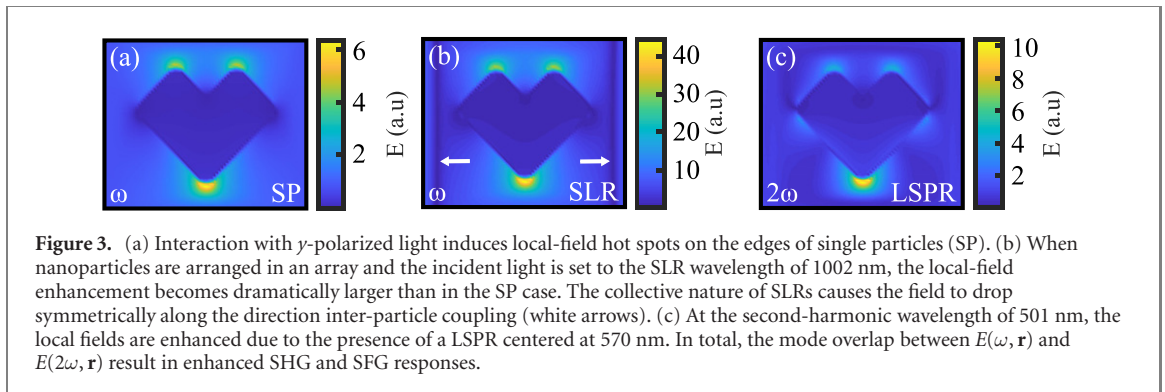 (a)
6
4
2
E (a.u)
ω
SP
(b)
40
30
20
10
E (a.u)
ω
SLR
(c)
10
8
6
4
2
E (a.u)
2ω
LSPR
Figure 3. (a) Interaction with y-polarized light induces local-field hot spots on the edges of single particles (SP). (b) When
nanoparticles are arranged in an array and the incident light is set to the SLR wavelength of 1002 nm, the local-field
enhancement becomes dramatically larger than in the SP case. The collective nature of SLRs causes the field to drop
symmetrically along the direction inter-particle coupling (white arrows). (c) At the second-harmonic wavelength of 501 nm, the
local fields are enhanced due to the presence of a LSPR centered at 570 nm. In total, the mode overlap between E(ω, r) and
E(2ω, r) result in enhanced SHG and SFG responses.